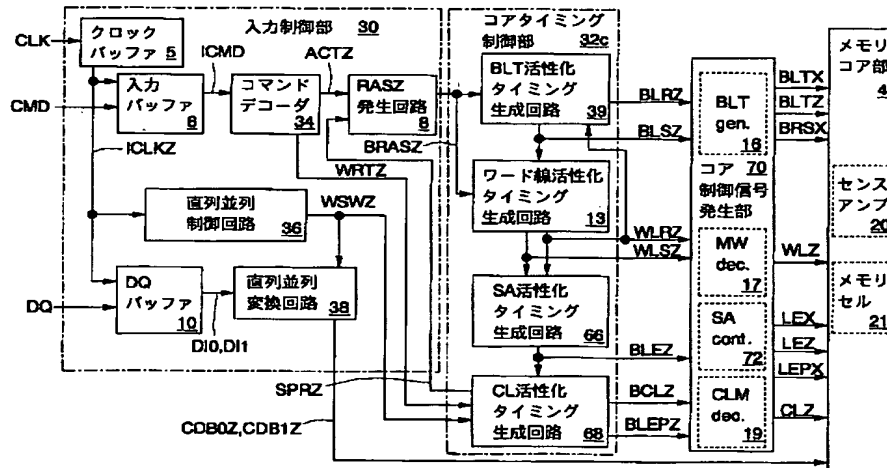 CLK
クロック
バッファ 5
入力制御部 30
ICMD
ACTZ
CMD
入力
バッファ
6
コマンド
デコーダ
34
RASZ
発生回路
8
ICLKZ
BRASZ
WRTZ
直列並列
制御回路
36
WSWZ
DQ
DQ
バッファ
10
直列並列
変換回路
38
DI0,DI1
SPRZ
CDB0Z,CDB1Z
コアタイミング
制御部 32c
BLT活性化
タイミング
生成回路
39
BLRZ
BLSZ
ワード線活性化
タイミング
生成回路
13
WLRZ
WLSZ
SA活性化
タイミング
生成回路
66
BLEZ
CL活性化
タイミング
生成回路
68
BCLZ
BLEPZ
BLT
gen.
16
コア 70
制御信号
発生部
MW
dec.
17
SA
cont.
72
CLM
dec.
19
BLTX
BLTZ
BRSX
WLZ
LEX
LEZ
LEPX
CLZ
メモリ
コア部
4
センス
アンプ
20
メモリ
セル
21